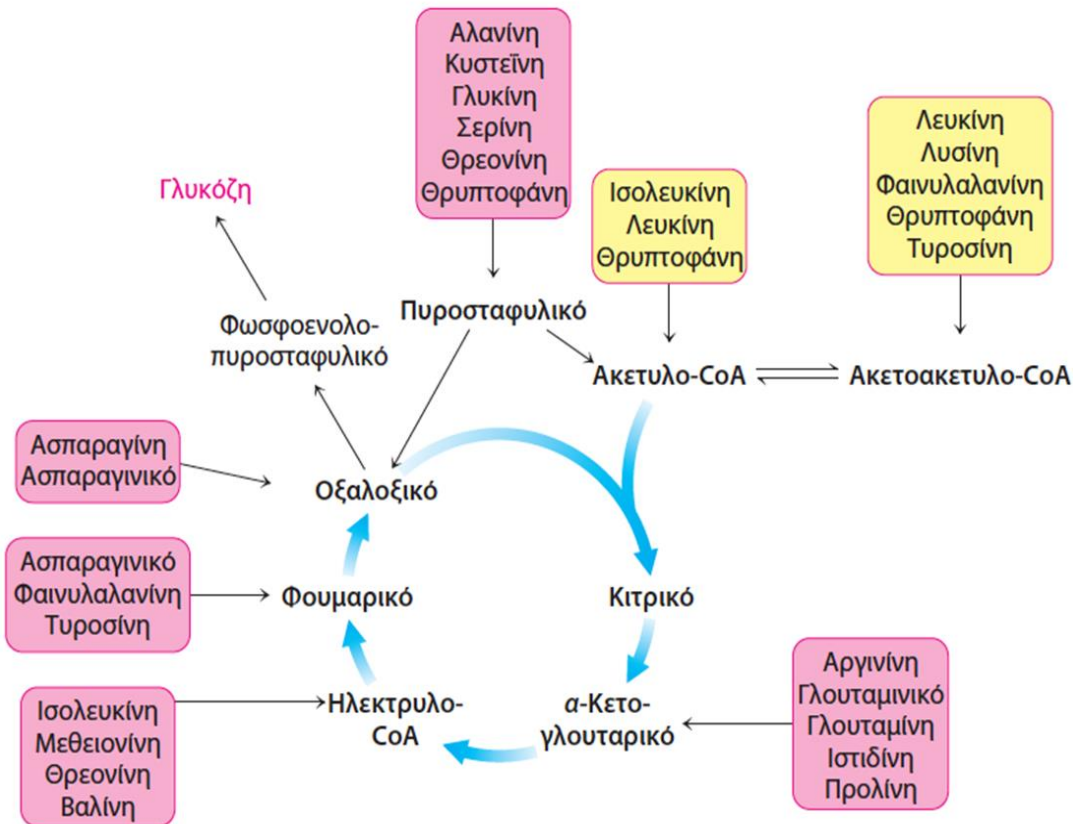 Αλανίνη
Κυστεΐνη
Γλυκίνη
Σερίνη
Θρεονίνη
Θρυπτοφάνη
Ισολευκίνη
Λευκίνη
Θρυπτοφάνη
Λευκίνη
Λυσίνη
Φαινυλαλανίνη
Θρυπτοφάνη
Τυροσίνη
Γλυκόζη
Φωσφοενολο-
πυροσταφυλικό
Πυροσταφυλικό
Ακετυλο-CoA
Ακετοακετυλο-CoA
Ασπαραγίνη
Ασπαραγινικό
Οξαλοξικό
Ασπαραγινικό
Φαινυλαλανίνη
Τυροσίνη
Φουμαρικό
Κιτρικό
Ισολευκίνη
Μεθειονίνη
Θρεονίνη
Βαλίνη
Ηλεκτρυλο-
CoA
α-Κετο-
γλουταρικό
Αργινίνη
Γλουταμινικό
Γλουταμίνη
Ιστιδίνη
Προλίνη